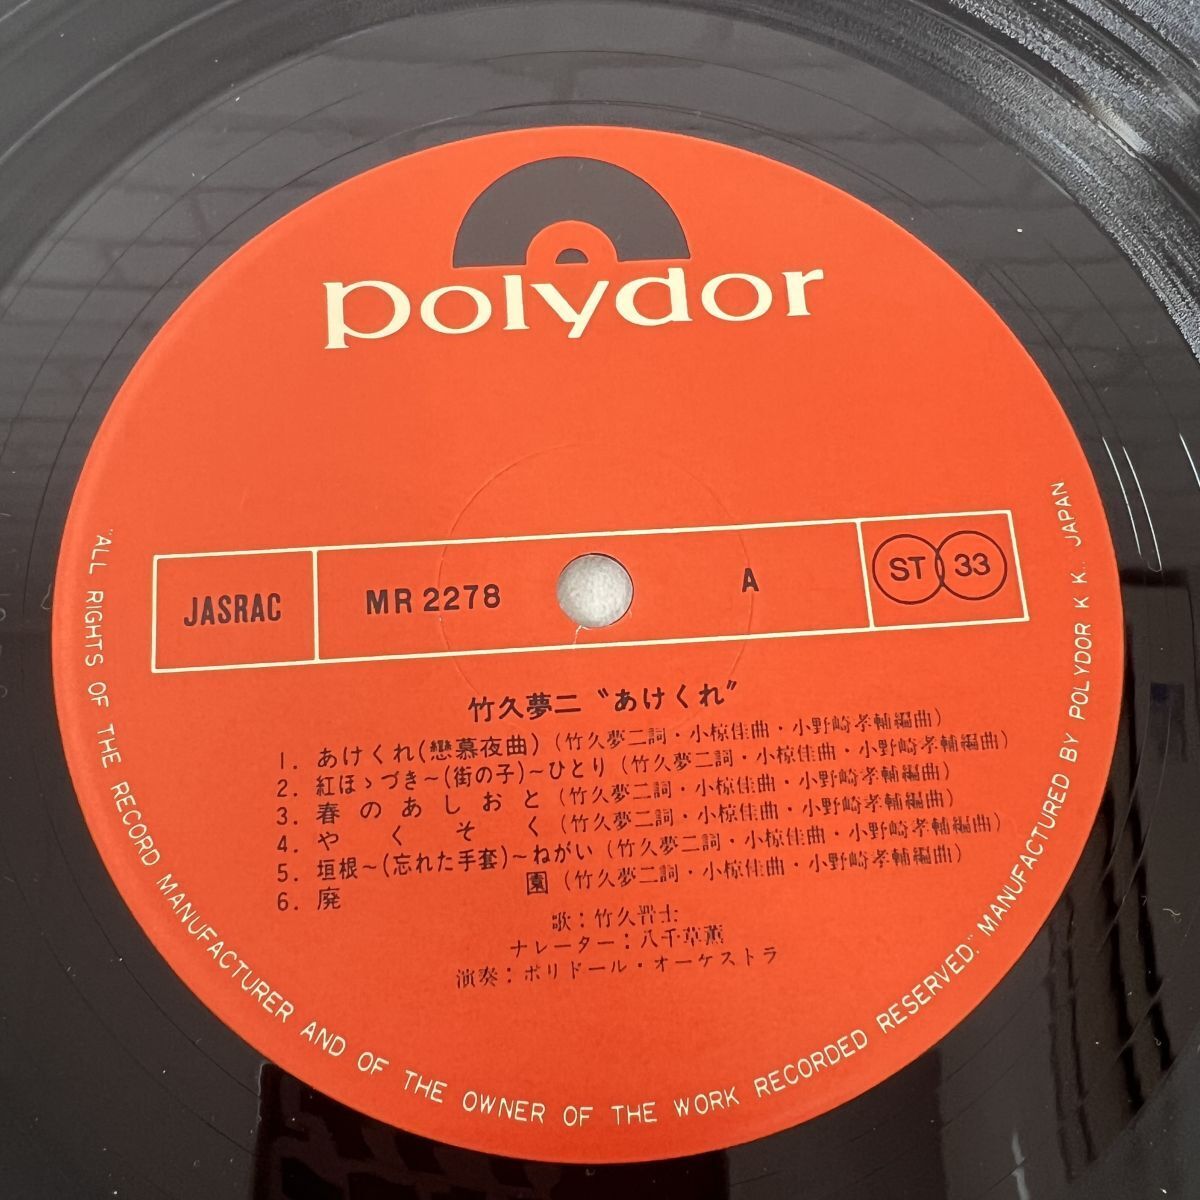 polydor
JASRAC MR 2278 A ST 33
竹久夢二 〝あけくれ〟
1. あけくれ(戀慕夜曲) (竹久夢二詞・小椋佳曲・小野崎孝輔編曲)
2. 紅ほゝづき~(街の子)~ひとり (竹久夢二詞・小椋佳曲・小野崎孝輔編曲)
3. 春のあしおと (竹久夢二詞・小椋佳曲・小野崎孝輔編曲)
4. やくそく (竹久夢二詞・小椋佳曲・小野崎孝輔編曲)
5. 垣根~(忘れた手套)~ねがい (竹久夢二詞・小椋佳曲・小野崎孝輔編曲)
6. 廃園 (竹久夢二詞・小椋佳曲・小野崎孝輔編曲)
歌：竹久晋士
ナレーター：八千草薫
演奏：ポリドール・オーケストラ
"ALL RIGHTS OF THE RECORD MANUFACTURER AND OF THE OWNER OF THE WORK RECORDED RESERVED." MANUFACTURED BY POLYDOR K. K., JAPAN